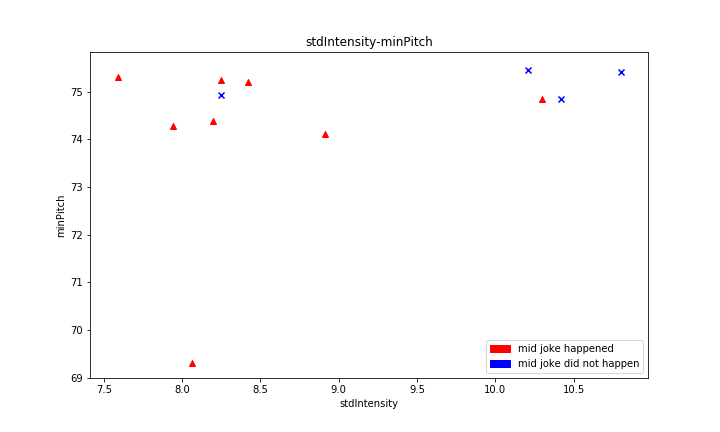 stdIntensity-minPitch
minPitch
75
74
73
72
71
70
69
7.5 8.0 8.5 9.0 9.5 10.0 10.5
stdIntensity
mid joke happened
mid joke did not happen